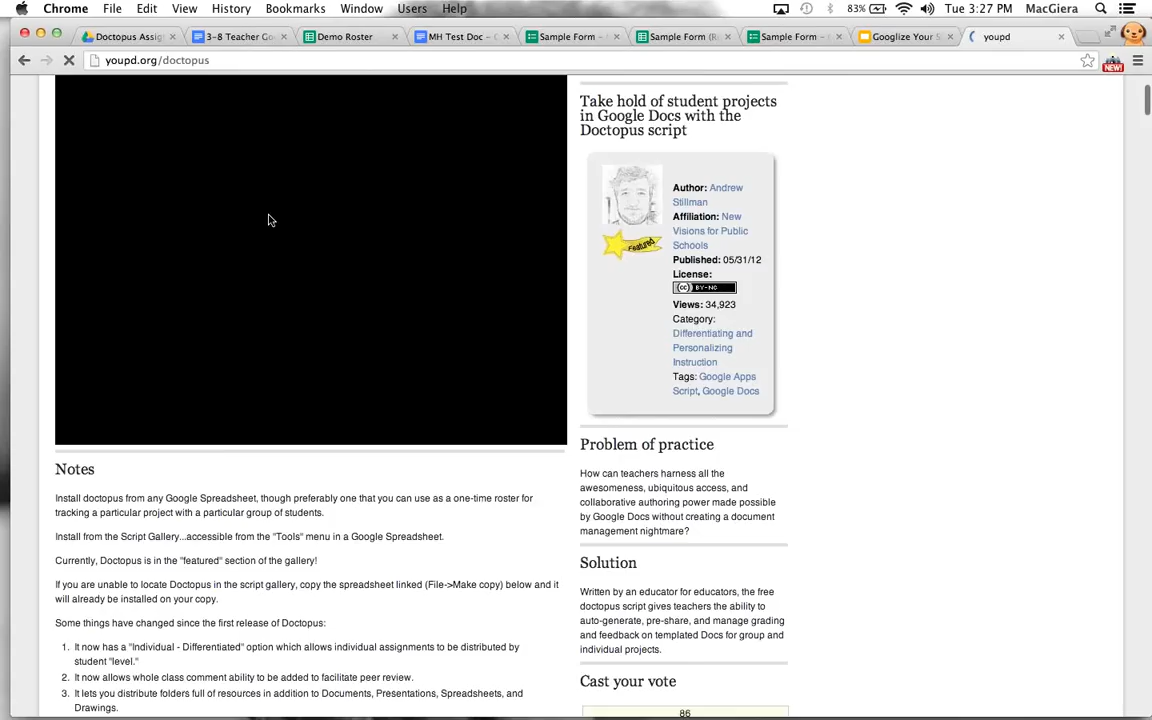 Chrome File Edit View History Bookmarks Window Users Help 83% Tue 3:27 PM MacGiera
Doctopus Assig
3-8 Teacher Go
Demo Roster
MH Test Doc - G
Sample Form -
Sample Form (R
Sample Form -
Googlize Your S
youpd
youpd.org/doctopus
NEW!
Take hold of student projects
in Google Docs with the
Doctopus script
Featured
Author: Andrew
Stillman
Affiliation: New
Visions for Public
Schools
Published: 05/31/12
License:
CC BY-NC
Views: 34,923
Category:
Differentiating and
Personalizing
Instruction
Tags: Google Apps
Script, Google Docs
Notes
Install doctopus from any Google Spreadsheet, though preferably one that you can use as a one-time roster for
tracking a particular project with a particular group of students.
Install from the Script Gallery...accessible from the "Tools" menu in a Google Spreadsheet.
Currently, Doctopus is in the "featured" section of the gallery!
If you are unable to locate Doctopus in the script gallery, copy the spreadsheet linked (File->Make copy) below and it
will already be installed on your copy.
Some things have changed since the first release of Doctopus:
1. It now has a "Individual - Differentiated" option which allows individual assignments to be distributed by
student "level."
2. It now allows whole class comment ability to be added to facilitate peer review.
3. It lets you distribute folders full of resources in addition to Documents, Presentations, Spreadsheets, and
Drawings.
Problem of practice
How can teachers harness all the
awesomeness, ubiquitous access, and
collaborative authoring power made possible
by Google Docs without creating a document
management nightmare?
Solution
Written by an educator for educators, the free
doctopus script gives teachers the ability to
auto-generate, pre-share, and manage grading
and feedback on templated Docs for group and
individual projects.
Cast your vote
86